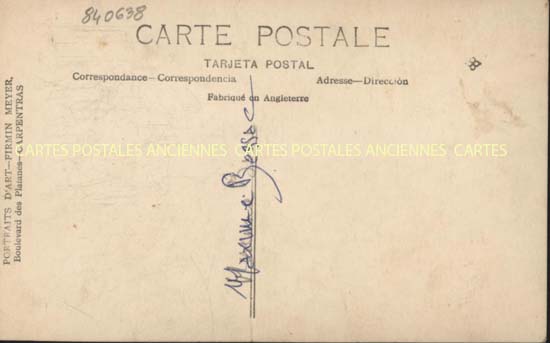 840638
CARTE POSTALE
TARJETA POSTAL
Correspondance—Correspondencia
Adresse—Dirección
Fabriqué en Angleterre
CARTES POSTALES ANCIENNES CARTES POSTALES ANCIENNES CARTES
PORTRAITS D'ART—FIRMIN MEYER,
Boulevard des Platanes—CARPENTRAS